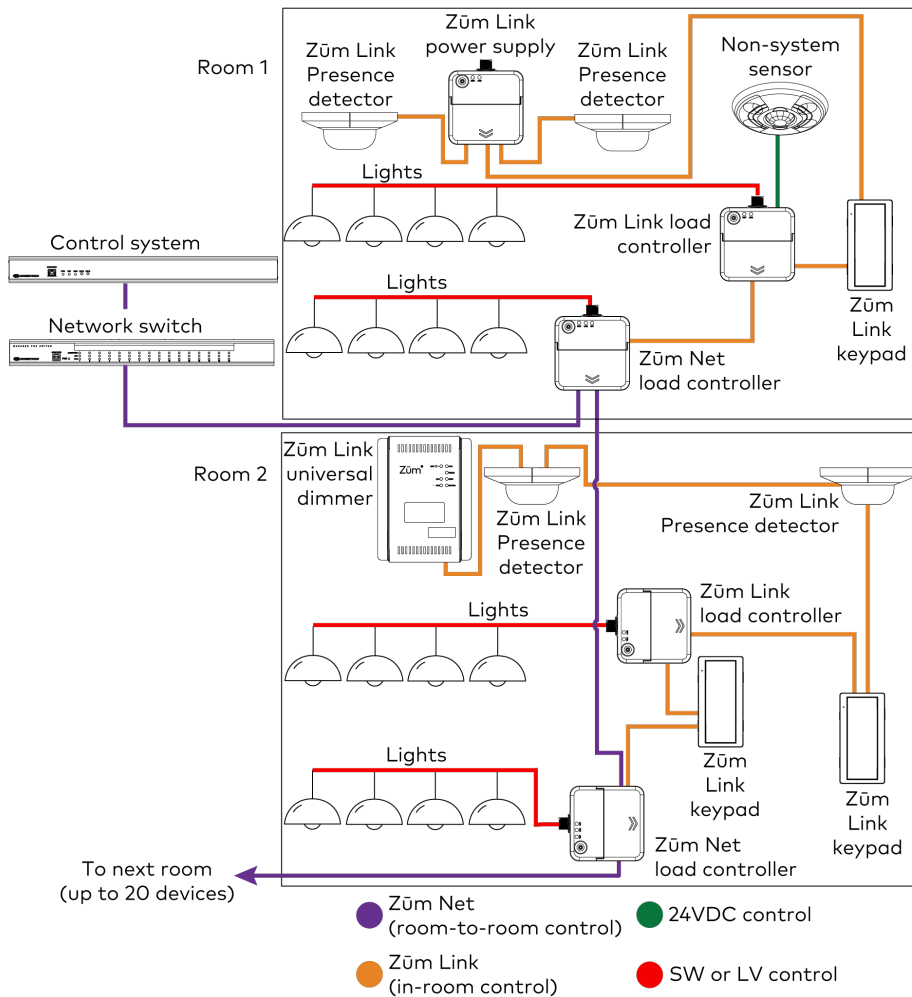 Room 1
Zūm Link
Presence
detector
Zūm Link
power supply
Zūm Link
Presence
detector
Non-system
sensor
Lights
Zūm Link load
controller
Control system
Lights
Network switch
Zūm Net
load controller
Zūm
Link
keypad
Room 2
Zūm Link
universal
dimmer
Zūm®
Zūm Link
Presence
detector
Zūm Link
Presence detector
Lights
Zūm Link
load controller
Lights
Zūm
Link
keypad
Zūm
Link
keypad
Zūm Net
load controller
To next room
(up to 20 devices)
Zūm Net
(room-to-room control)
24VDC control
Zūm Link
(in-room control)
SW or LV control